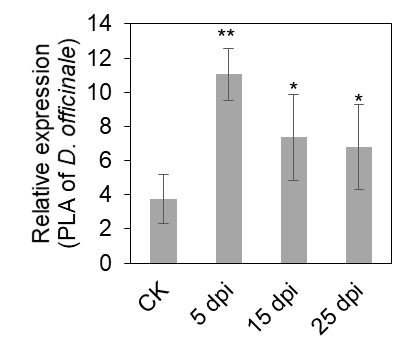 Relative expression
(PLA of D. officinale)
14
12
10
8
6
4
2
0
**
*
*
CK
5 dpi
15 dpi
25 dpi